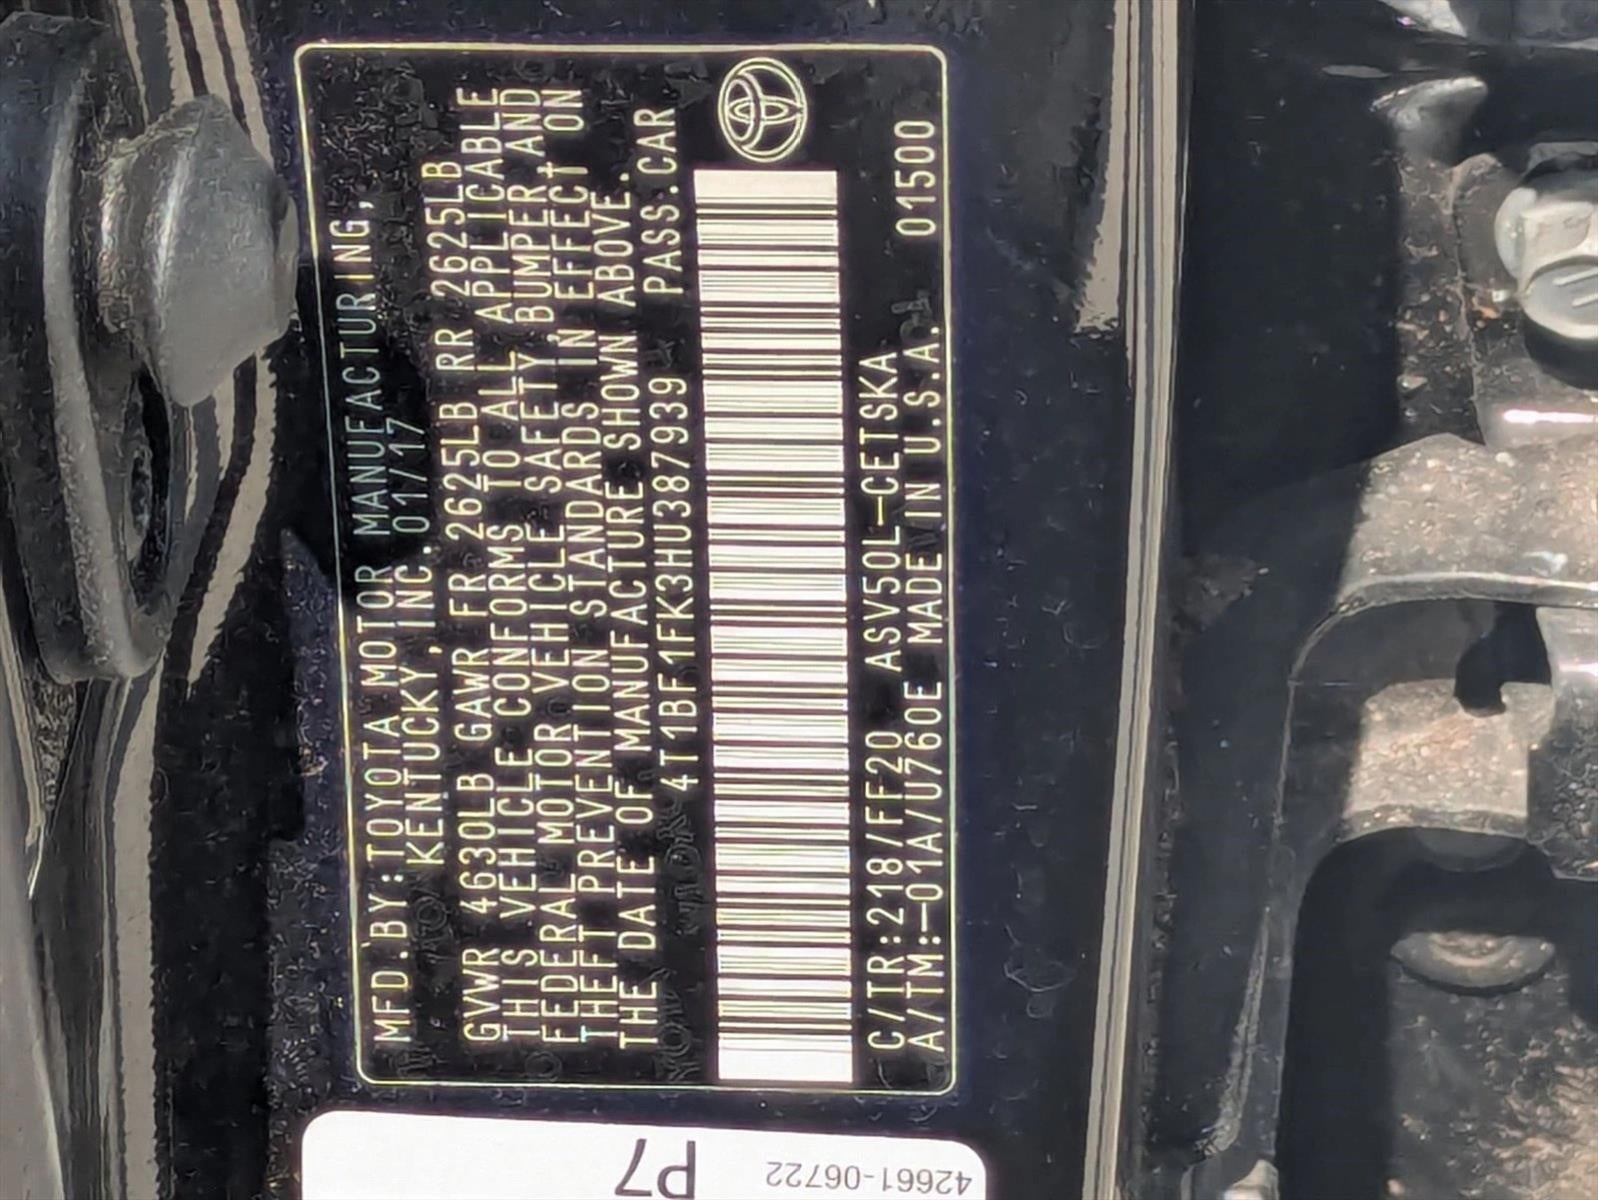 MFD.BY:TOYOTA MOTOR MANUFACTURING,
KENTUCKY,INC. 01/17
GVWR 4630LB GAWR FR 2625LB RR 2625LB
THIS VEHICLE CONFORMS TO ALL APPLICABLE
FEDERAL MOTOR VEHICLE SAFETY, BUMPER, AND
THEFT PREVENTION STANDARDS IN EFFECT ON
THE DATE OF MANUFACTURE SHOWN ABOVE.
4T1BF1FK3HU387939 PASS.CAR
C/TR:218/FF20 ASV50L-CETSKA 01500
A/TM:-01A/U760E MADE IN U.S.A.
P7
42661-06722